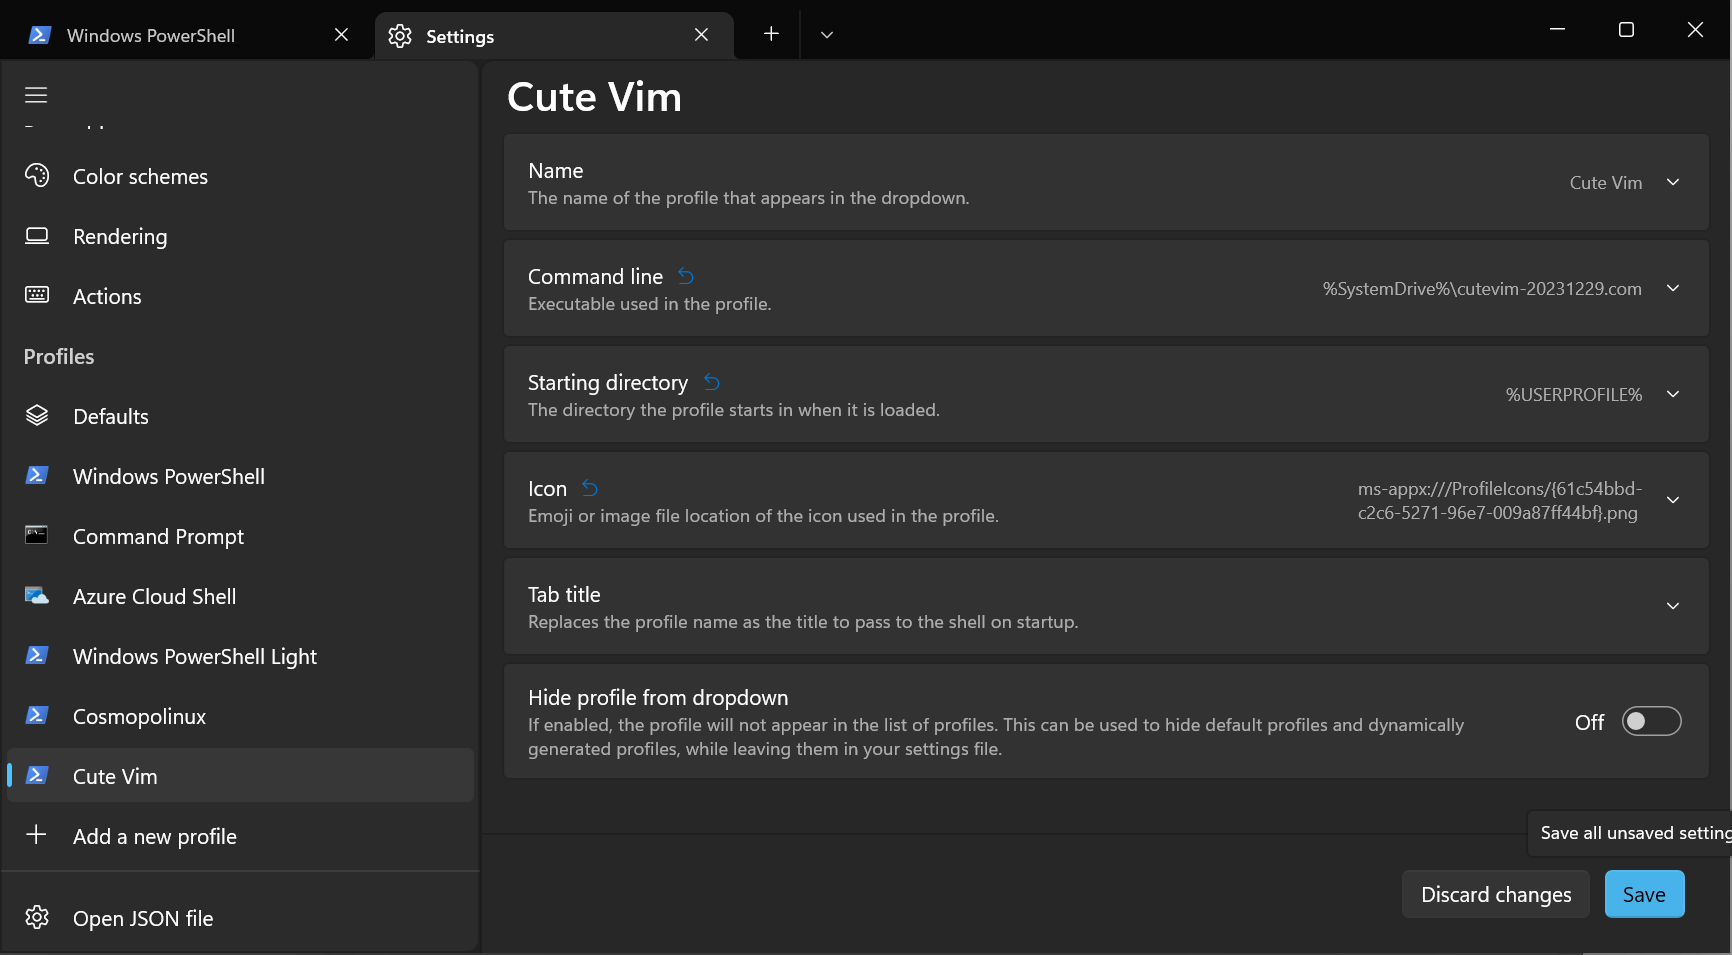 Windows PowerShell
Settings
Color schemes
Rendering
Actions
Profiles
Defaults
Windows PowerShell
Command Prompt
Azure Cloud Shell
Windows PowerShell Light
Cosmopolinux
Cute Vim
Add a new profile
Open JSON file
Cute Vim
Name
The name of the profile that appears in the dropdown.
Cute Vim
Command line
Executable used in the profile.
%SystemDrive%\cutevim-20231229.com
Starting directory
The directory the profile starts in when it is loaded.
%USERPROFILE%
Icon
Emoji or image file location of the icon used in the profile.
ms-appx:///ProfileIcons/{61c54bbd-
c2c6-5271-96e7-009a87ff44bf}.png
Tab title
Replaces the profile name as the title to pass to the shell on startup.
Hide profile from dropdown
If enabled, the profile will not appear in the list of profiles. This can be used to hide default profiles and dynamically
generated profiles, while leaving them in your settings file.
Off
Save all unsaved setting
Discard changes
Save